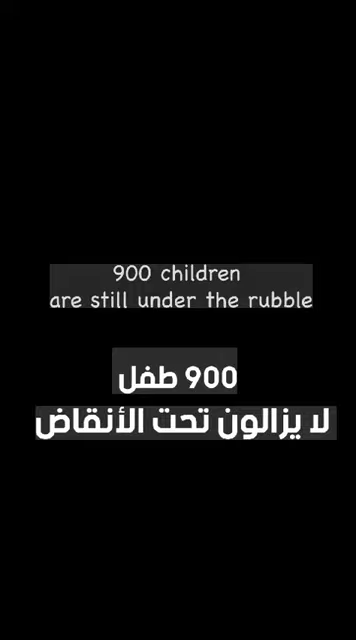 900 children
are still under the rubble
900 طفل
لا يزالون تحت الأنقاض